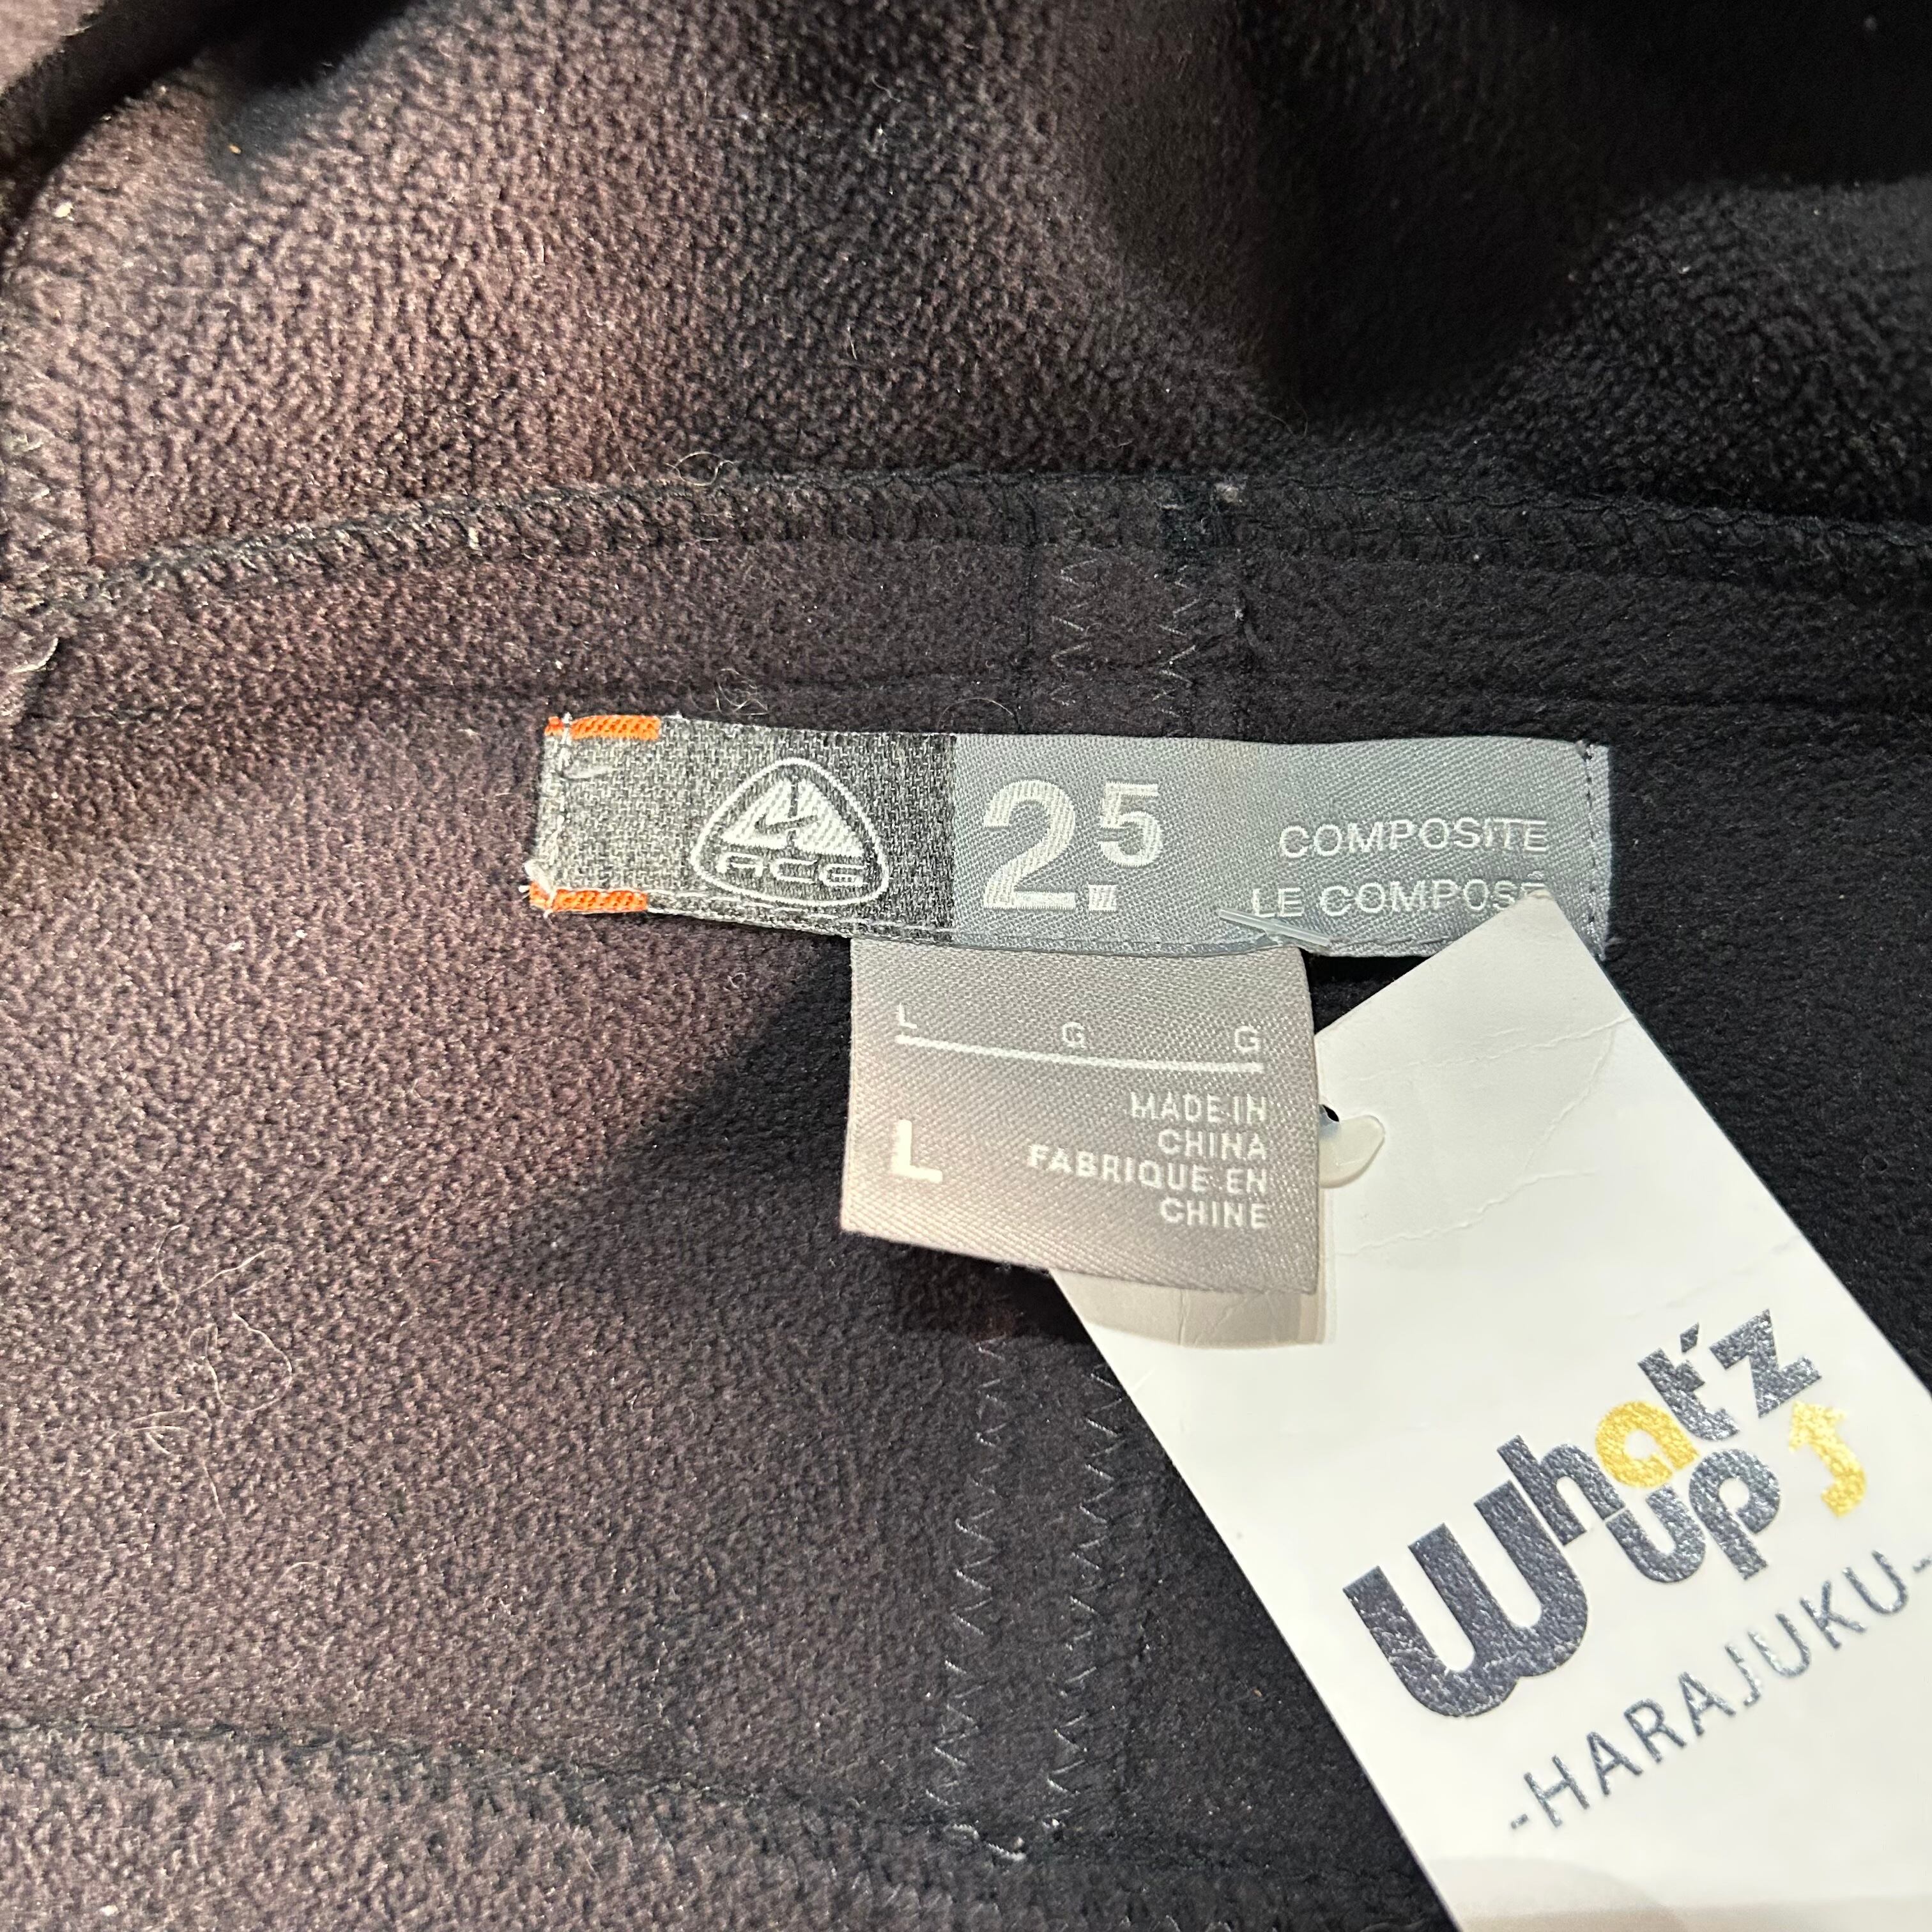 ACG
2.5
COMPOSITE
LE COMPOSÉ
L G G
L
MADE IN
CHINA
FABRIQUE EN
CHINE
What'z
up
-HARAJUKU-